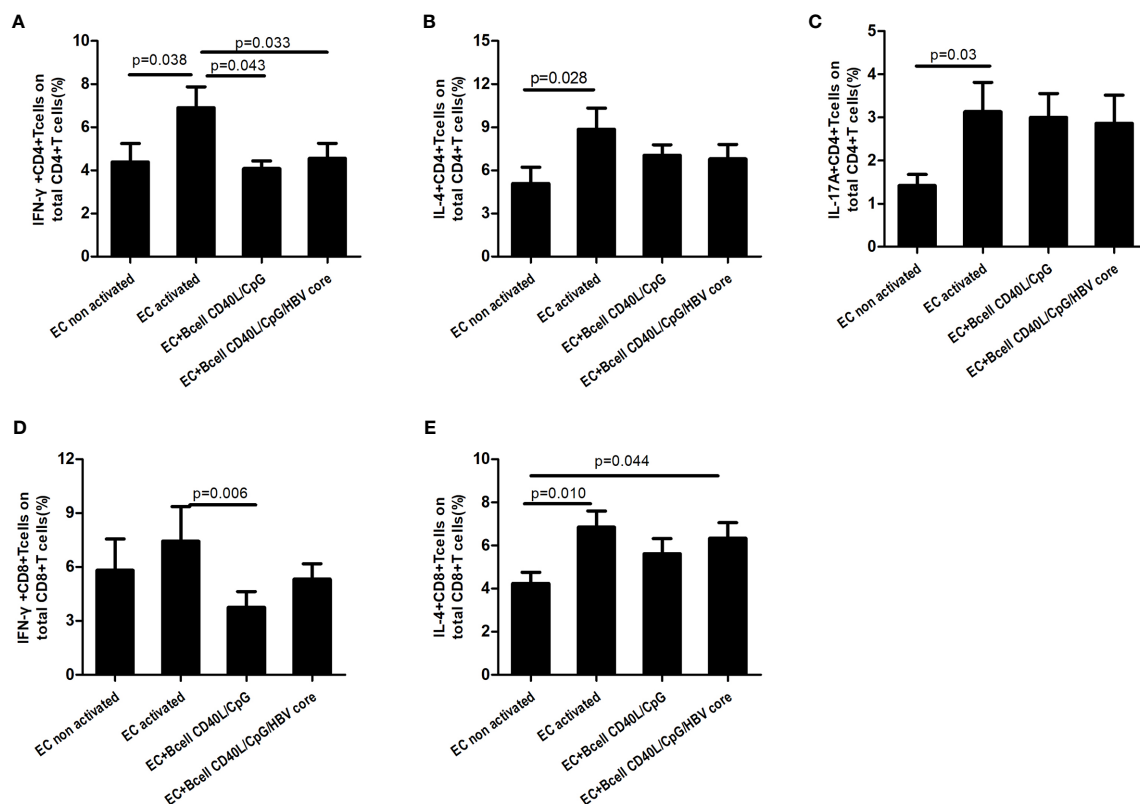 A
IFN-γ +CD4+Tcells on
total CD4+T cells(%)
10
8
6
4
2
0
p=0.033
p=0.038
p=0.043
EC non activated
EC activated
EC+Bcell CD40L/CpG
EC+Bcell CD40L/CpG/HBV core
B
IL-4+CD4+Tcells on
total CD4+T cells(%)
15
12
9
6
3
0
p=0.028
EC non activated
EC activated
EC+Bcell CD40L/CpG
EC+Bcell CD40L/CpG/HBV core
C
IL-17A+CD4+Tcells on
total CD4+T cells(%)
5
4
3
2
1
0
p=0.03
EC non activated
EC activated
EC+Bcell CD40L/CpG
EC+Bcell CD40L/CpG/HBV core
D
IFN-γ +CD8+Tcells on
total CD8+T cells(%)
12
9
6
3
0
p=0.006
EC non activated
EC activated
EC+Bcell CD40L/CpG
EC+Bcell CD40L/CpG/HBV core
E
IL-4+CD8+Tcells on
total CD8+T cells(%)
10
8
6
4
2
0
p=0.044
p=0.010
EC non activated
EC activated
EC+Bcell CD40L/CpG
EC+Bcell CD40L/CpG/HBV core